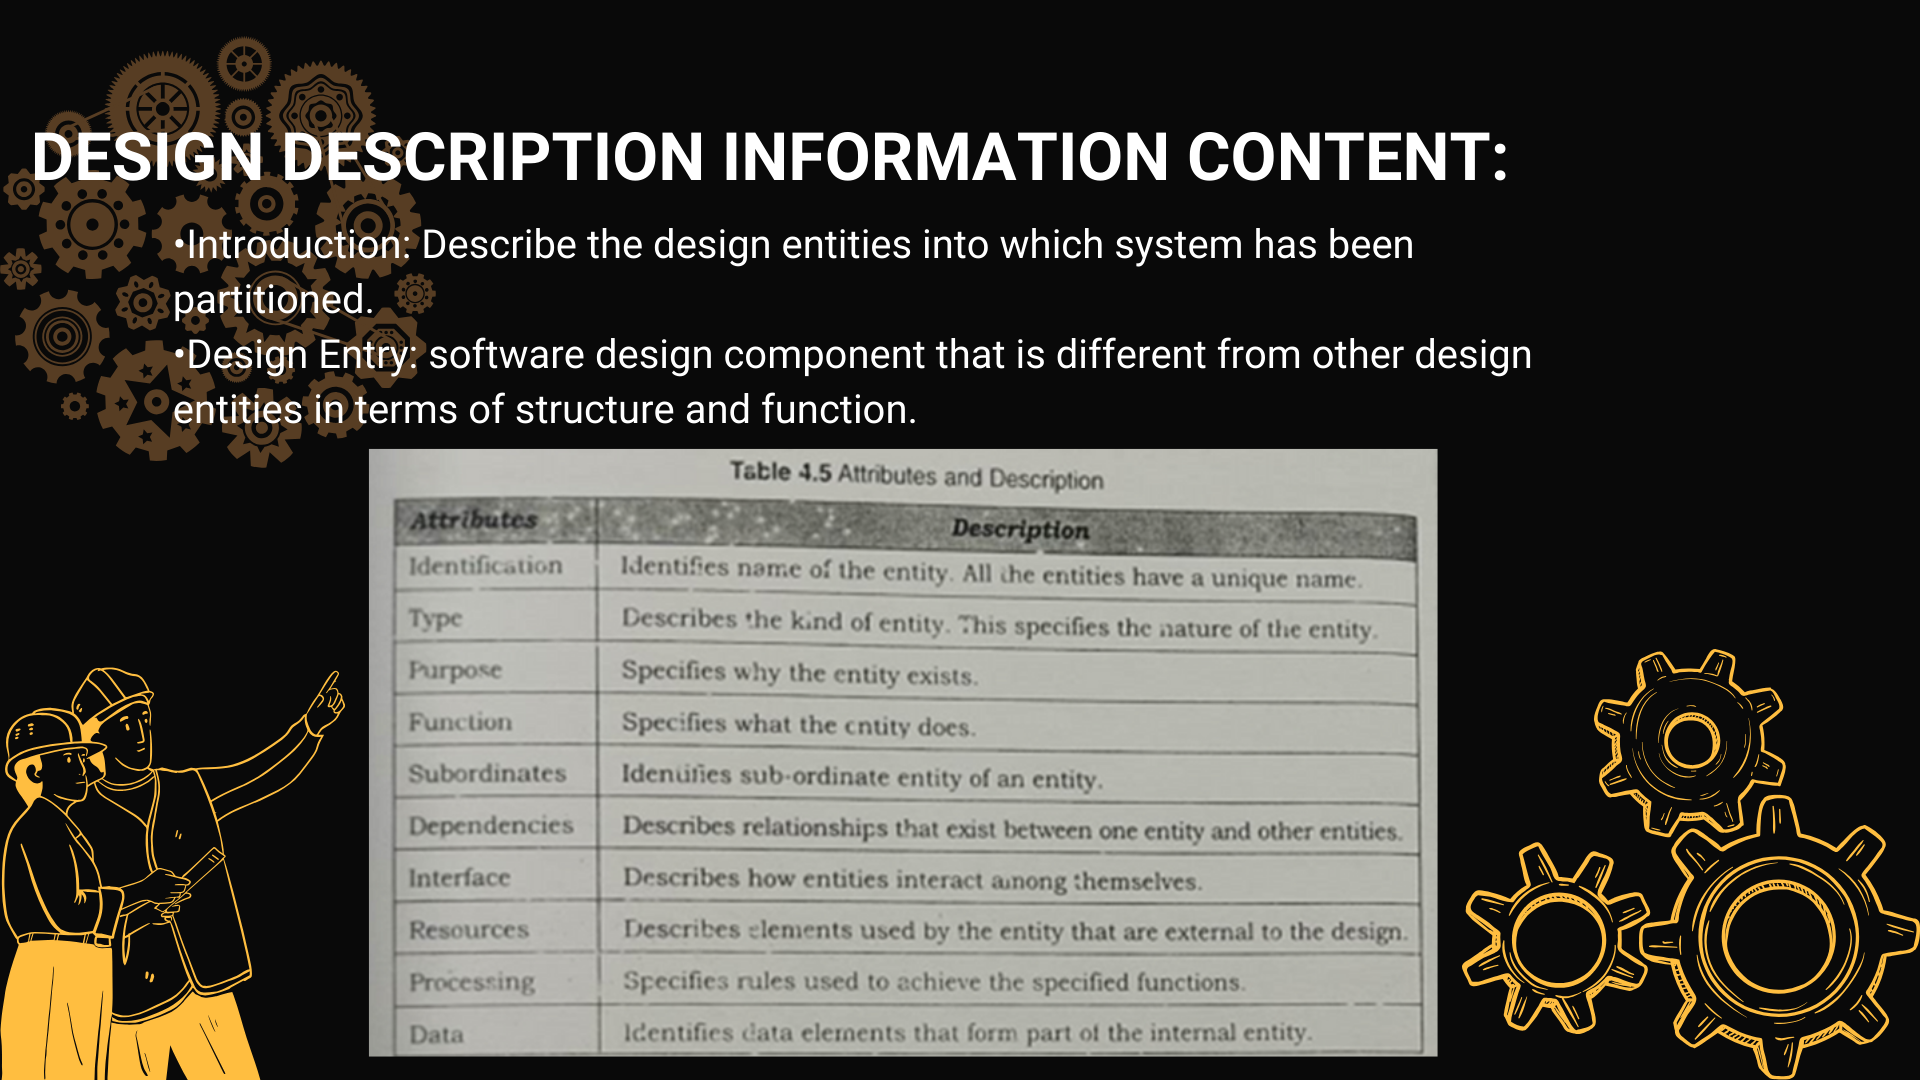 DESIGN DESCRIPTION INFORMATION CONTENT:
•Introduction: Describe the design entities into which system has been
partitioned.
•Design Entry: software design component that is different from other design
entities in terms of structure and function.
Table 4.5 Attributes and Description
Attributes Description
Identification Identifies name of the entity. All the entities have a unique name.
Type Describes the kind of entity. This specifies the nature of the entity.
Purpose Specifies why the entity exists.
Function Specifies what the entity does.
Subordinates Identifies sub-ordinate entity of an entity.
Dependencies Describes relationships that exist between one entity and other entities.
Interface Describes how entities interact among themselves.
Resources Describes elements used by the entity that are external to the design.
Processing Specifies rules used to achieve the specified functions.
Data Identifies data elements that form part of the internal entity.